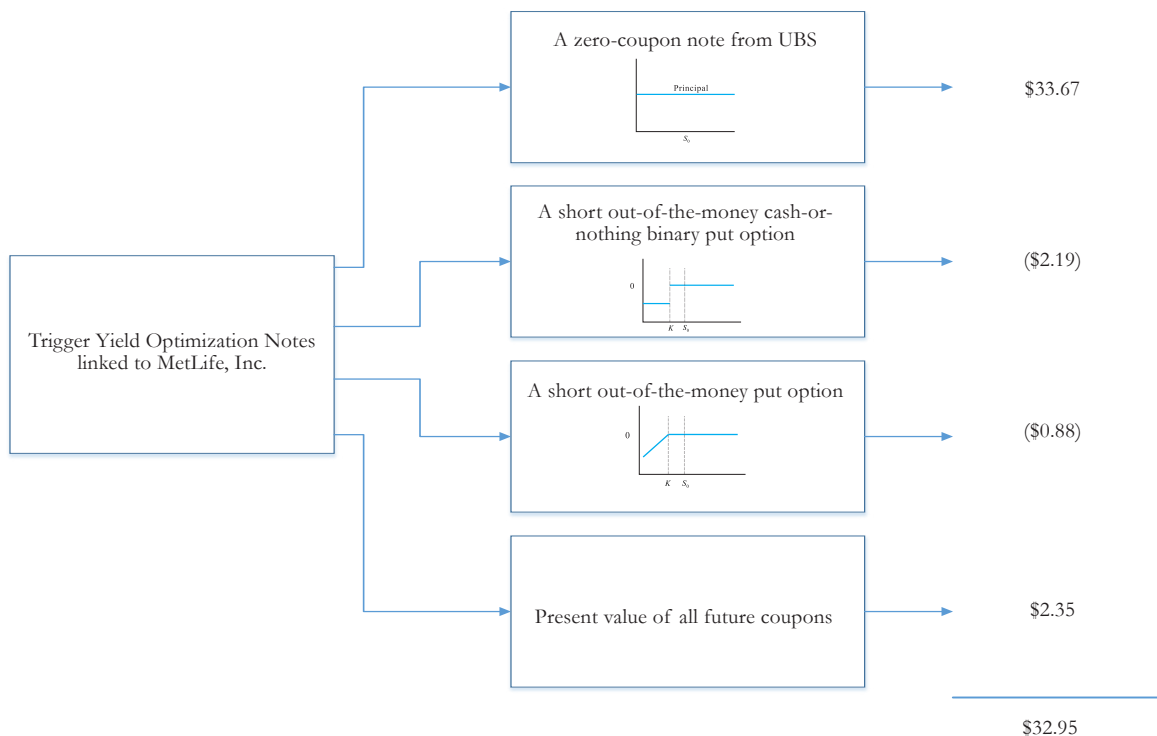 A zero-coupon note from UBS
Principal
S₀
$33.67
A short out-of-the-money cash-or-
nothing binary put option
0
K S₀
($2.19)
Trigger Yield Optimization Notes
linked to MetLife, Inc.
A short out-of-the-money put option
0
K S₀
($0.88)
Present value of all future coupons
$2.35
$32.95